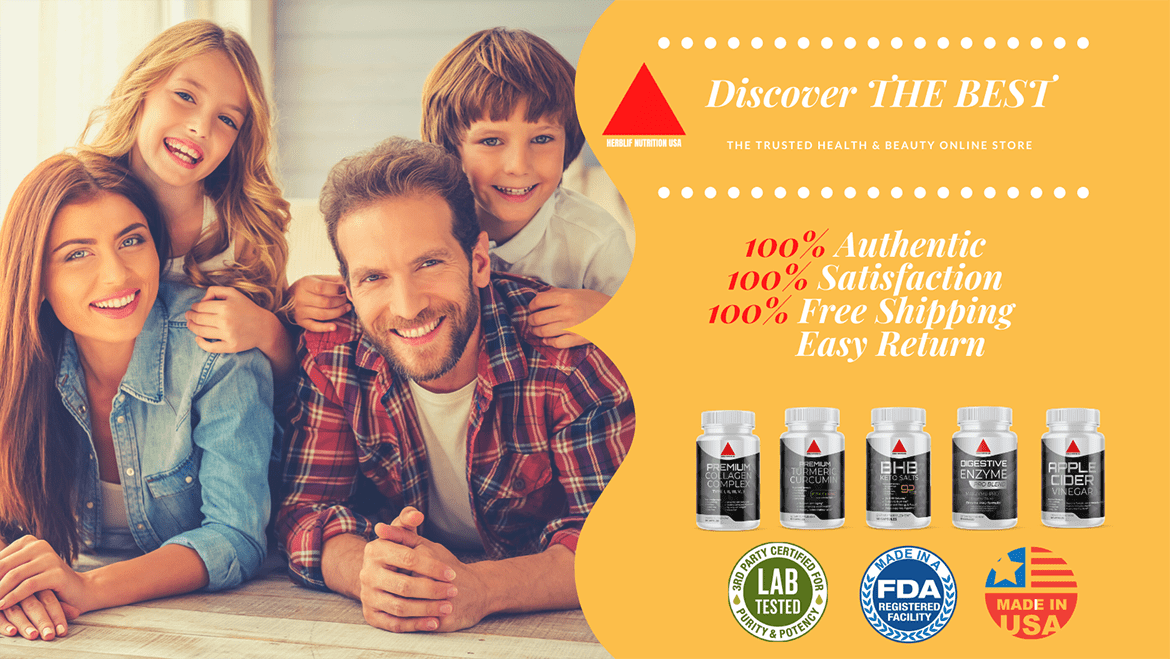 HERBLIF NUTRITION USA
Discover THE BEST
THE TRUSTED HEALTH & BEAUTY ONLINE STORE
100% Authentic
100% Satisfaction
100% Free Shipping
Easy Return
PREMIUM
COLLAGEN
COMPLEX
PREMIUM
TURMERIC
CURCUMIN
BHB
KETO SALTS
DIGESTIVE
ENZYME
PRO BLEND
APPLE
CIDER
VINEGAR
3RD PARTY CERTIFIED FOR
LAB
TESTED
PURITY & POTENCY
MADE IN A
FDA
REGISTERED
FACILITY
MADE IN
USA